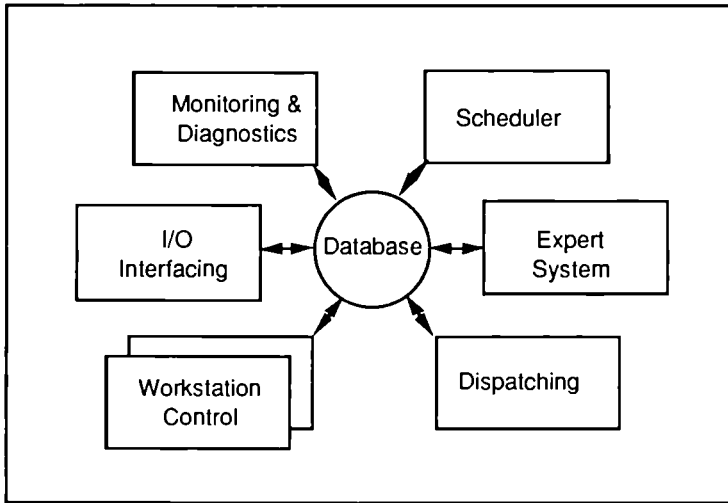 Monitoring &
Diagnostics
Scheduler
I/O
Interfacing
Database
Expert
System
Workstation
Control
Dispatching